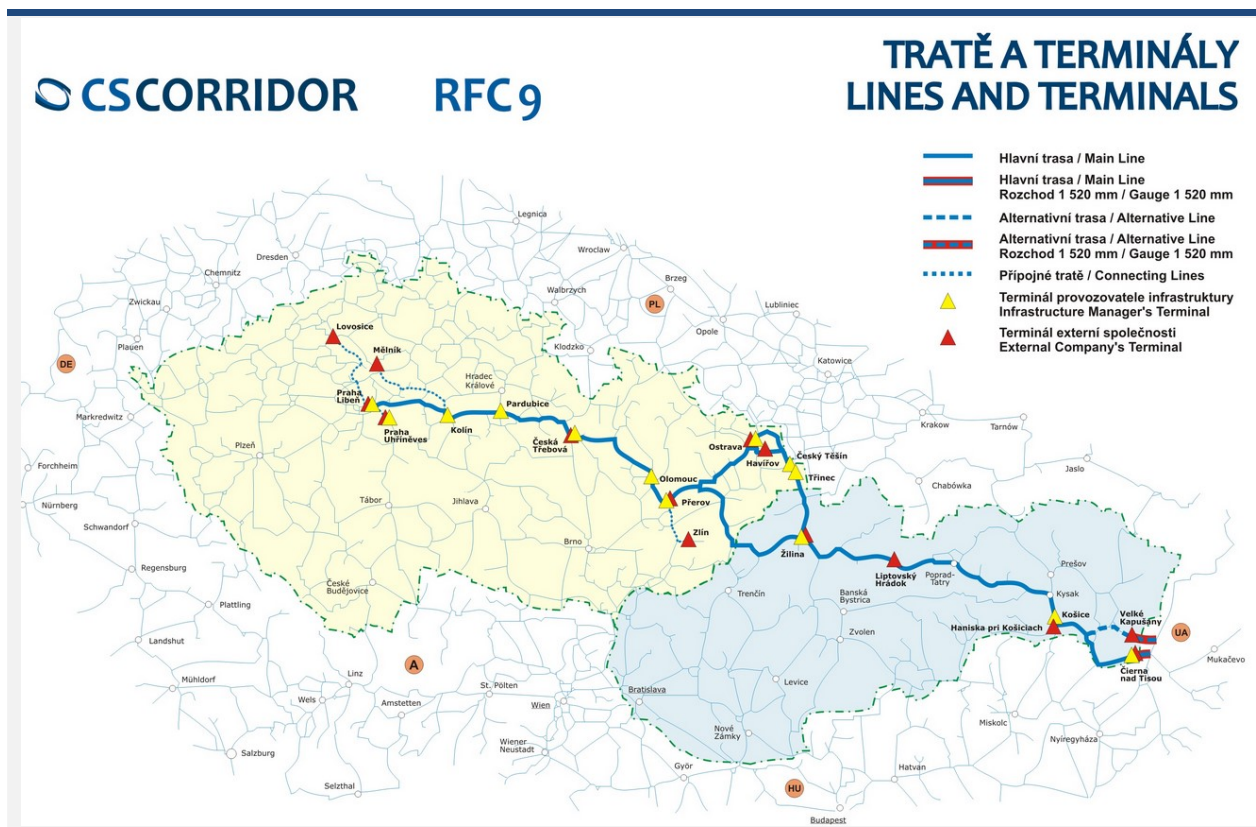 CSCORRIDOR
RFC9
TRATĚ A TERMINÁLY
LINES AND TERMINALS
Hlavní trasa / Main Line
Hlavní trasa / Main Line
Rozchod 1 520 mm / Gauge 1 520 mm
Alternativní trasa / Alternative Line
Alternativní trasa / Alternative Line
Rozchod 1 520 mm / Gauge 1 520 mm
Přípojné tratě / Connecting Lines
Terminál provozovatele infrastruktury
Infrastructure Manager's Terminal
Terminál externí společnosti
External Company's Terminal
Legnica
Wroclaw
Dresden
Chemnitz
Brzeg
Walbrzych
Zwickau
PL
Lubliniec
Opole
Lovosice
Plauen
Mělník
Klodzko
Katowice
DE
Hradec
Králové
Praha
Libeň
Pardubice
Markredwitz
Praha
Uhříněves
Kolín
Krakow
Tarnów
Česká
Třebová
Ostrava
Plzeň
Havířov
Český Těšín
Forchheim
Olomouc
Třinec
Jaslo
Chabówka
Tábor
Jihlava
Přerov
Nürnberg
Schwandorf
Zlín
Brno
Žilina
Liptovský
Hrádok
Poprad-
Tatry
Prešov
Regensburg
České
Budějovice
Trenčín
Banská
Bystrica
Kysak
Plattling
Košice
Velké
Kapušany
Haniska pri Košiciach
UA
Landshut
Zvolen
Mukačevo
A
Čierna
nad Tisou
Mühldorf
Linz
St. Pölten
Levice
Wels
Amstetten
Wien
Bratislava
Miskolc
Nové
Zámky
Nyíregyháza
Salzburg
Wiener
Neustadt
Györ
Hatvan
Selzthal
HU
Budapest